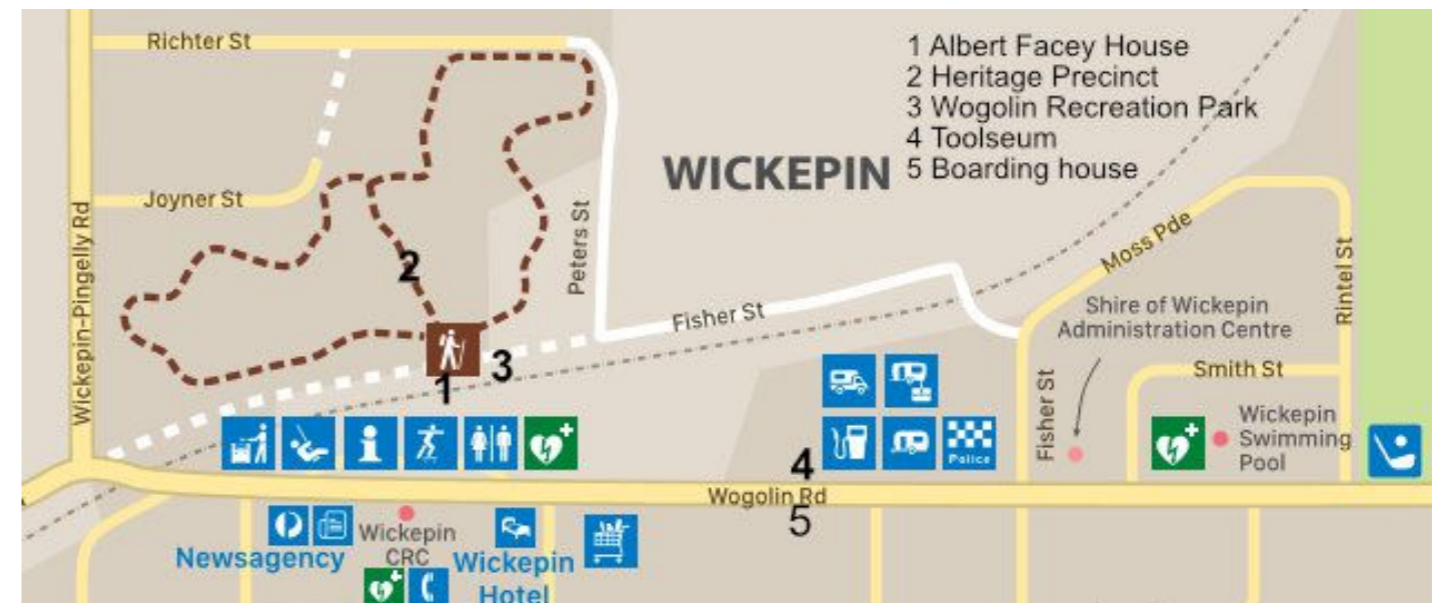 Richter St
1 Albert Facey House
2 Heritage Precinct
3 Wogolin Recreation Park
4 Toolseum
5 Boarding house
WICKEPIN
Joyner St
Wickepin-Pingelly Rd
Peters St
2
Moss Pde
Rintel St
Fisher St
Shire of Wickepin
Administration Centre
3
1
Smith St
Fisher St
Wickepin
Swimming
Pool
4
Police
Wogolin Rd
5
Newsagency
Wickepin
CRC
Wickepin
Hotel